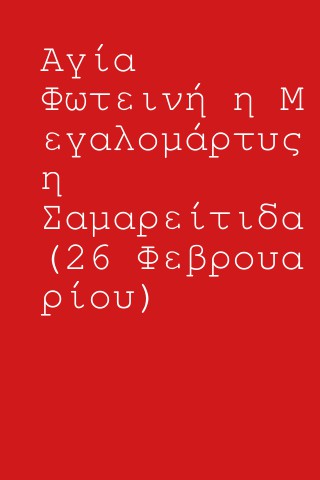 Αγία
Φωτεινή η Μ
εγαλομάρτυς
η
Σαμαρείτιδα
(26 Φεβρουα
ρίου)